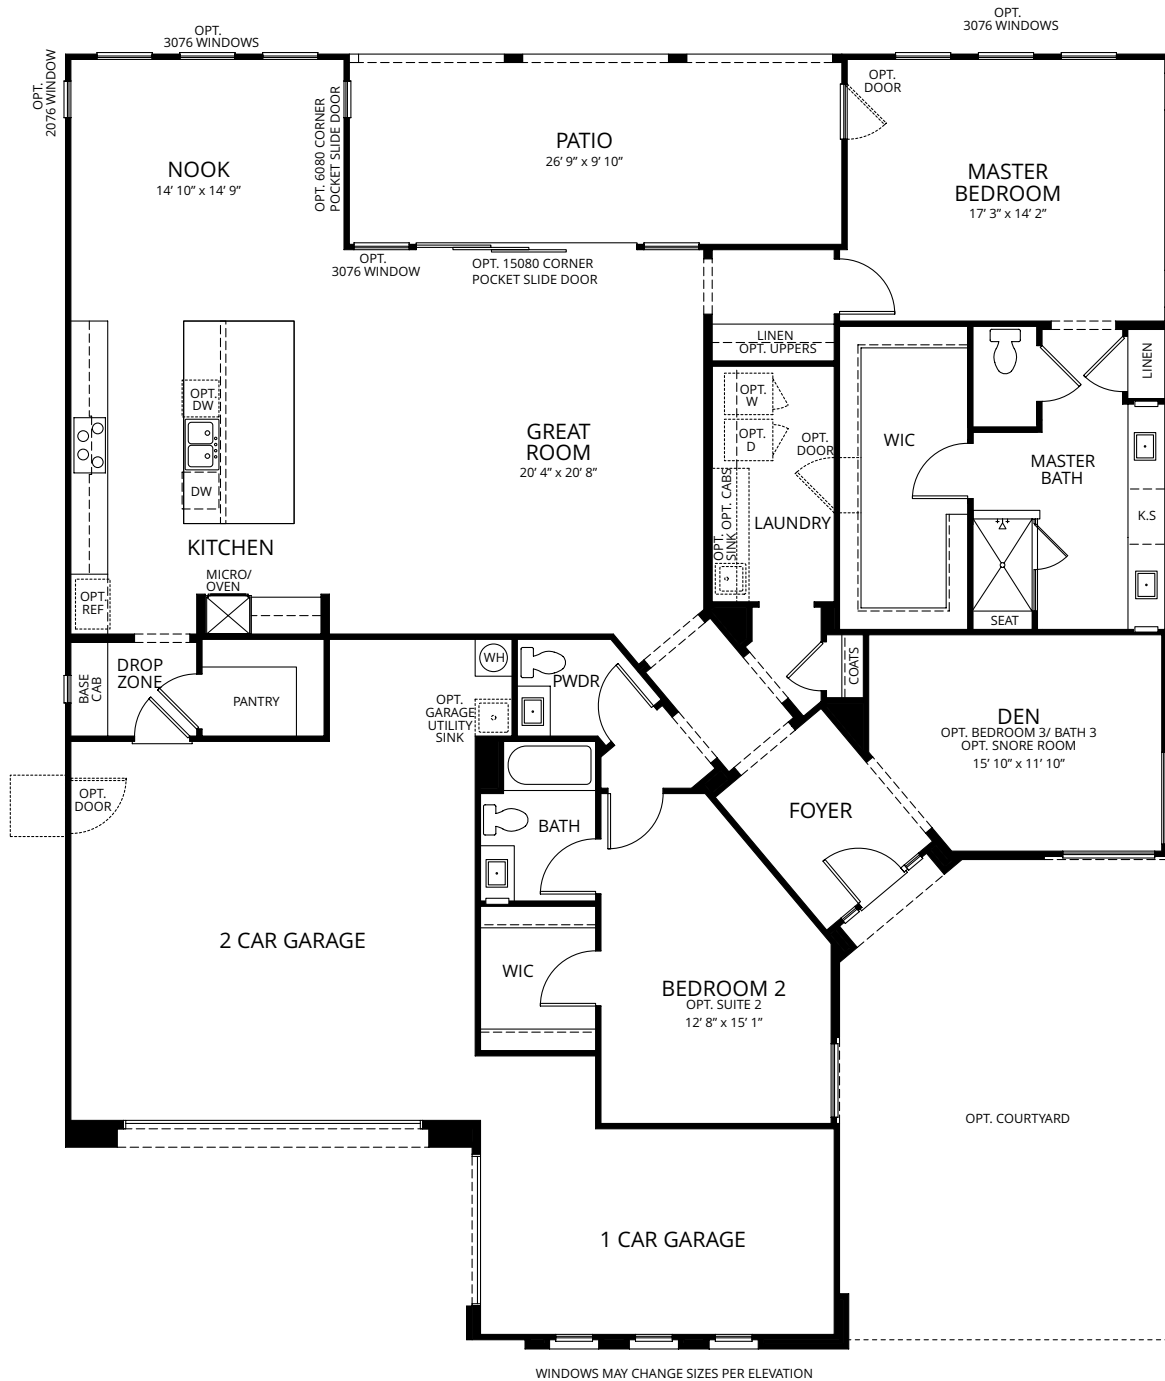 OPT.
3076 WINDOWS
OPT.
3076 WINDOWS
OPT.
2076 WINDOW
OPT. 6080 CORNER
POCKET SLIDE DOOR
OPT.
DOOR
NOOK
14’ 10” x 14’ 9”
PATIO
26’ 9” x 9’ 10”
MASTER
BEDROOM
17’ 3” x 14’ 2”
OPT.
3076 WINDOW
OPT. 15080 CORNER
POCKET SLIDE DOOR
LINEN
OPT. UPPERS
LINEN
OPT.
DW
OPT.
W
OPT.
D
OPT.
DOOR
WIC
GREAT
ROOM
20’ 4” x 20’ 8”
MASTER
BATH
DW
OPT. OPT. CABS
SINK
LAUNDRY
K.S
KITCHEN
MICRO/
OVEN
OPT.
REF
SEAT
DROP
ZONE
BASE
CAB
PANTRY
WH
PWDR
OPT.
GARAGE
UTILITY
SINK
COATS
DEN
OPT. BEDROOM 3/ BATH 3
OPT. SNORE ROOM
15’ 10” x 11’ 10”
OPT.
DOOR
BATH
FOYER
2 CAR GARAGE
WIC
BEDROOM 2
OPT. SUITE 2
12’ 8” x 15’ 1”
OPT. COURTYARD
1 CAR GARAGE
WINDOWS MAY CHANGE SIZES PER ELEVATION